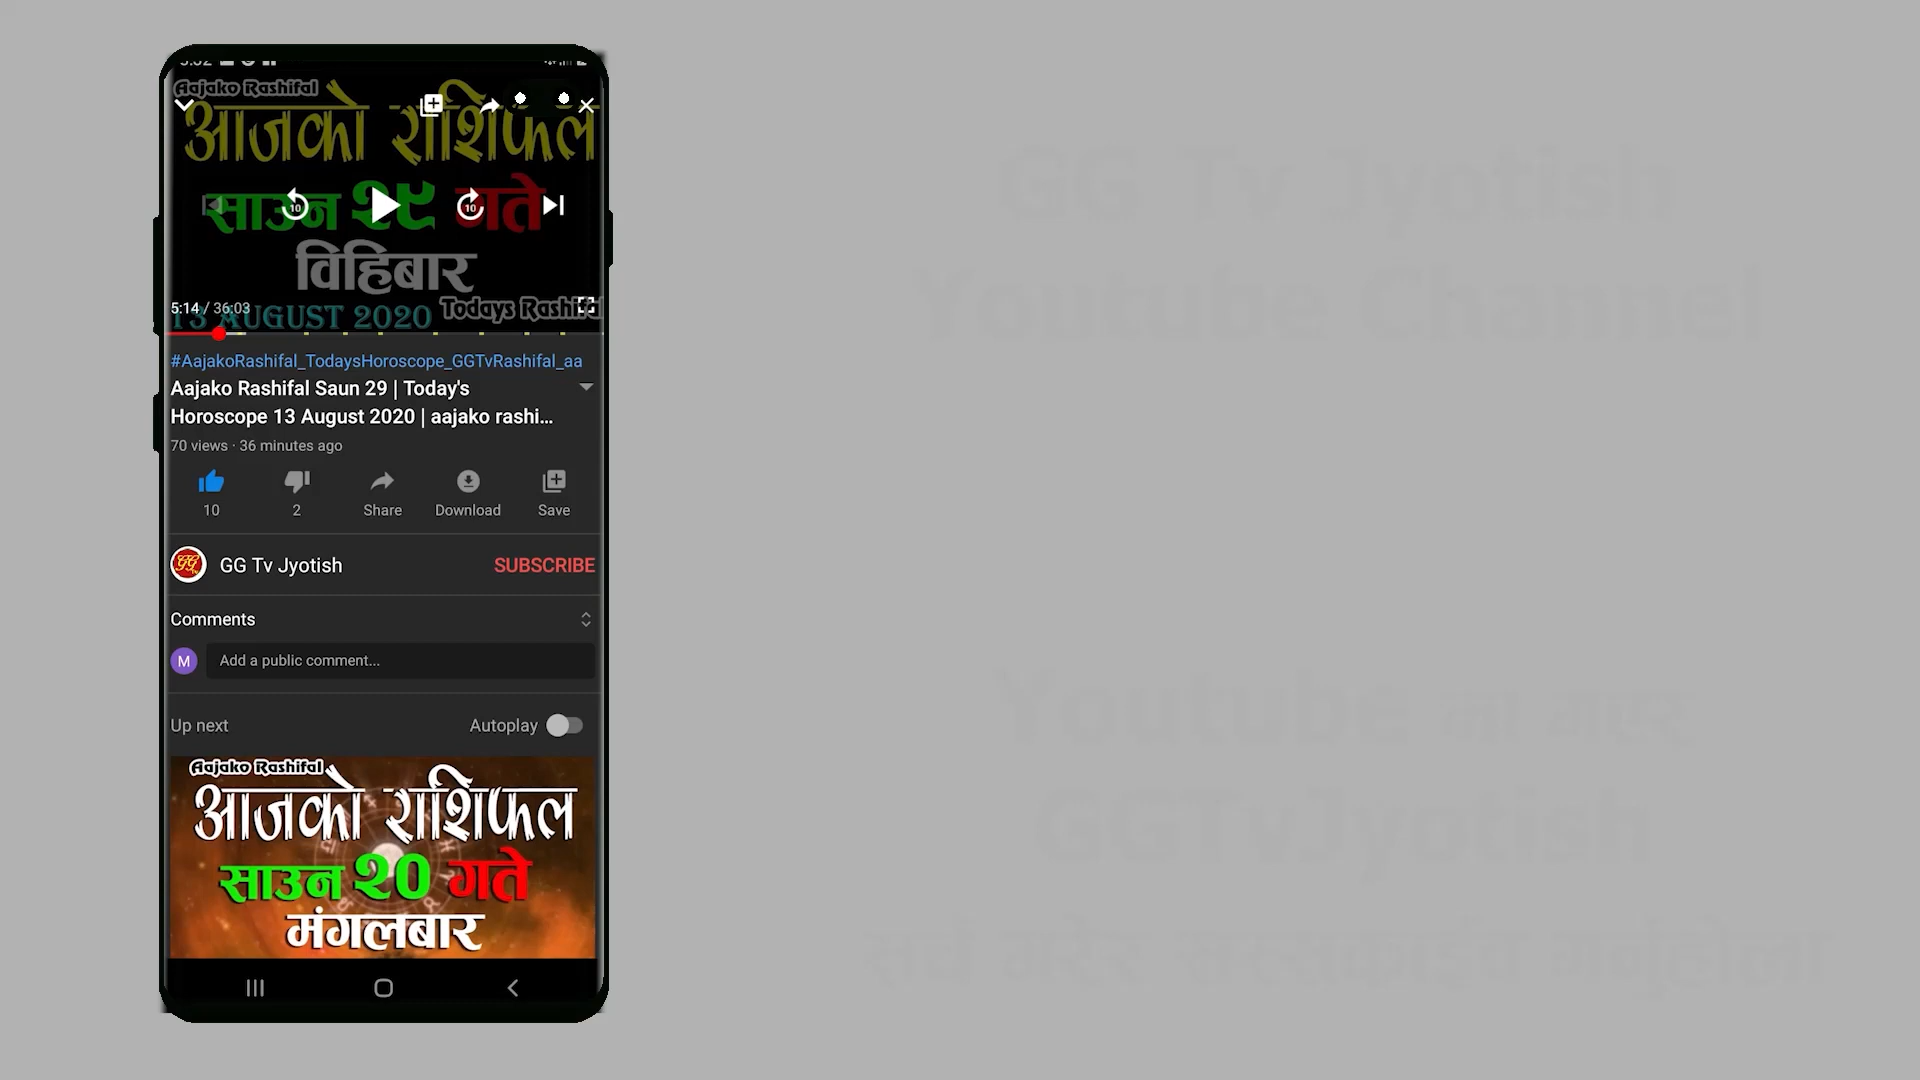 Aajako Rashifal
आजको राशिफल
साउन २९ गते
विहिबार
5:14 / 36:03
13 AUGUST 2020
Todays Rashifal
#AajakoRashifal_TodaysHoroscope_GGTvRashifal_aa
Aajako Rashifal Saun 29 | Today's
Horoscope 13 August 2020 | aajako rashi...
70 views · 36 minutes ago
10
2
Share
Download
Save
GG Tv Jyotish
SUBSCRIBE
Comments
M
Add a public comment...
Up next
Autoplay
Aajako Rashifal
आजको राशिफल
साउन २० गते
मंगलबार
GG Tv Jyotish
Youtube Channel
Youtube मा गएर
GGTvJyotish